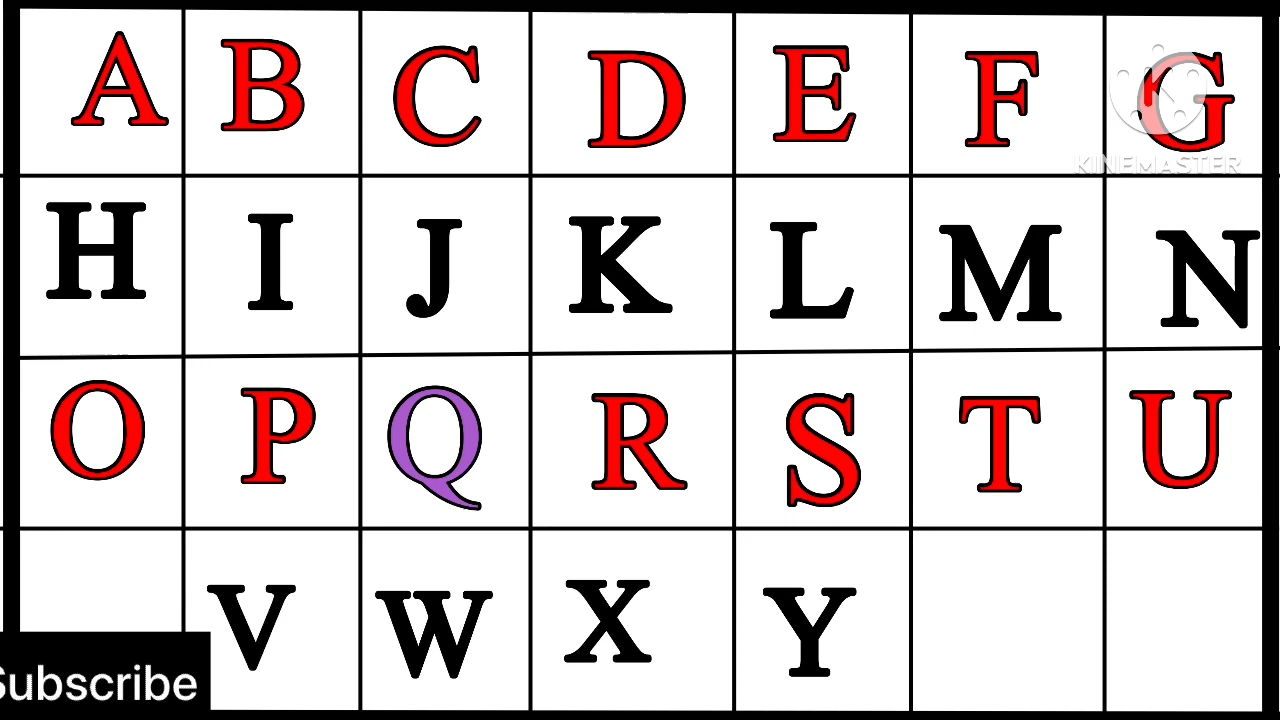 A B C D E F G
KINEMASTER
H I J K L M N
O P Q R S T U
V W X Y
Subscribe